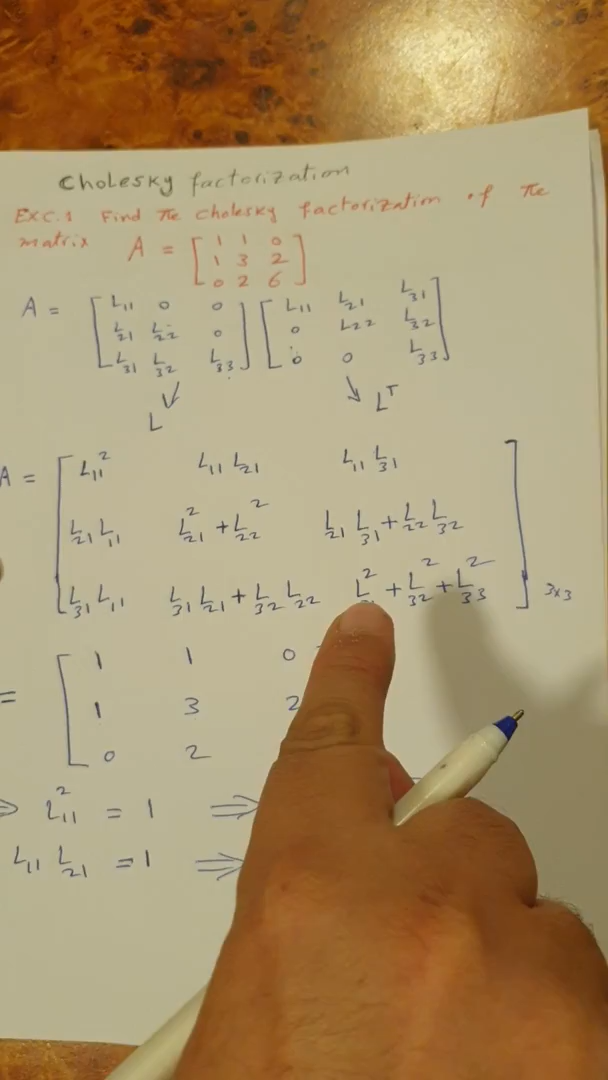 Cholesky factorization
Exc.1 Find The cholesky factorization of The
matrix A = [1 1 0
1 3 2
0 2 6]
A = [L11 0 0 [L11 L21 L31
L21 L22 0] 0 L22 L32
L31 L32 L33] 0 0 L33]
L L^T
A = [L11^2 L11 L21 L11 L31
L21 L11 L21^2 + L22^2 L21 L31 + L22 L32
L31 L11 L31 L21 + L32 L22 L^2 + L32^2 + L33^2] 3x3
= [1 1 0
1 3 2
0 2
⇒ L11^2 = 1 ⇒
L11 L21 = 1 ⇒